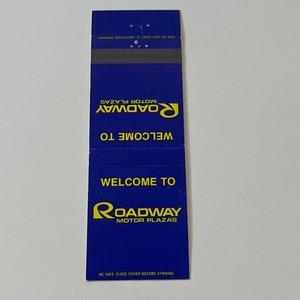 WELCOME TO
ROADWAY
MOTOR PLAZAS
WELCOME TO
ROADWAY
MOTOR PLAZAS
BE SAFE. CLOSE COVER BEFORE STRIKING.